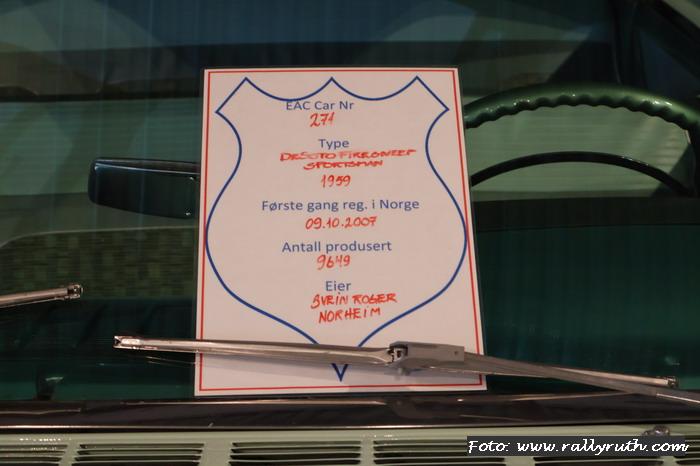 EAC Car Nr
271
Type
DESOTO FIRESWEEP
SPORTSMAN
1959
Første gang reg. i Norge
09.10.2007
Antall produsert
9649
Eier
SVEIN ROGER
NORHEIM
Foto: www.rallyruth.com